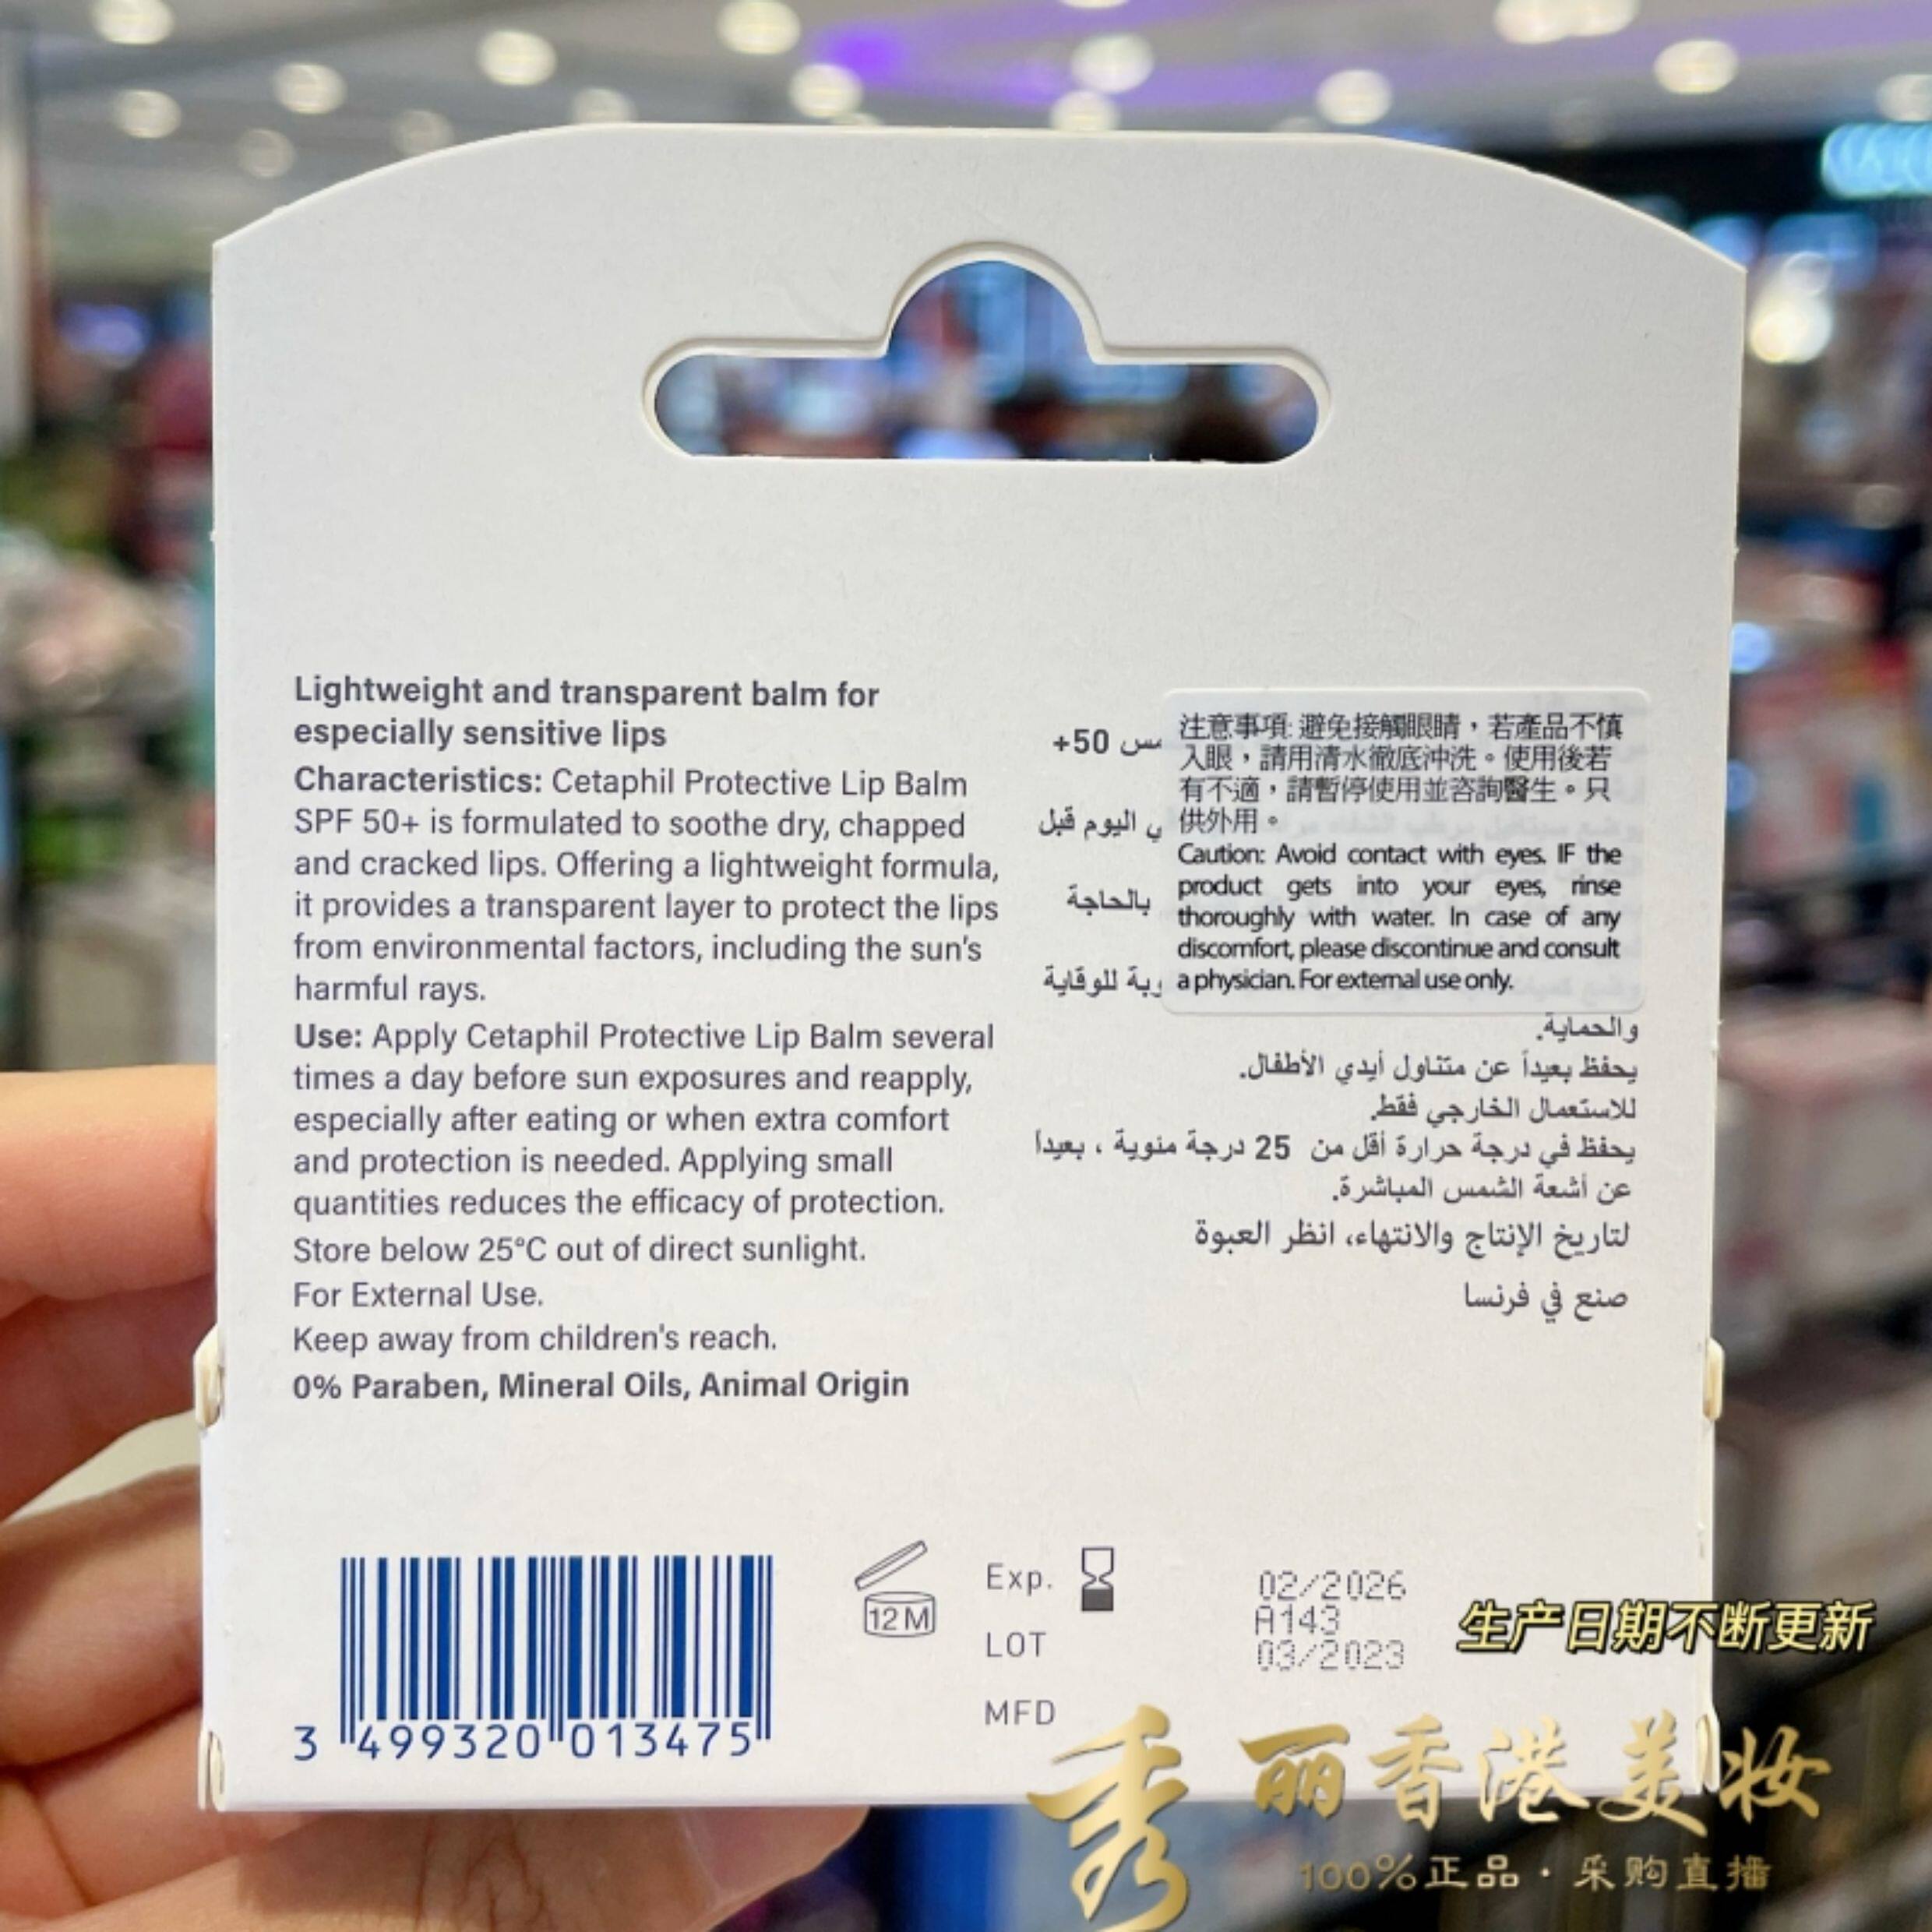 Lightweight and transparent balm for
especially sensitive lips
Characteristics: Cetaphil Protective Lip Balm
SPF 50+ is formulated to soothe dry, chapped
and cracked lips. Offering a lightweight formula,
it provides a transparent layer to protect the lips
from environmental factors, including the sun's
harmful rays.
Use: Apply Cetaphil Protective Lip Balm several
times a day before sun exposures and reapply,
especially after eating or when extra comfort
and protection is needed. Applying small
quantities reduces the efficacy of protection.
Store below 25°C out of direct sunlight.
For External Use.
Keep away from children's reach.
0% Paraben, Mineral Oils, Animal Origin
注意事項: 避免接觸眼睛，若產品不慎
入眼，請用清水徹底沖洗。使用後若
有不適，請暫停使用並咨詢醫生。只
供外用。
Caution: Avoid contact with eyes. IF the
product gets into your eyes, rinse
thoroughly with water. In case of any
discomfort, please discontinue and consult
a physician. For external use only.
50+
اليوم قبل
بالحاجة
للوقاية
والحماية.
يحفظ بعيداً عن متناول أيدي الأطفال.
للاستعمال الخارجي فقط.
يحفظ في درجة حرارة أقل من 25 درجة منوية ، بعيداً
عن أشعة الشمس المباشرة.
لتاريخ الإنتاج والانتهاء، انظر العبوة
صنع في فرنسا
3 499320 013475
12M
Exp.
LOT
MFD
02/2026
A143
03/2023
生产日期不断更新
秀丽香港美妆
100%正品·采购直播